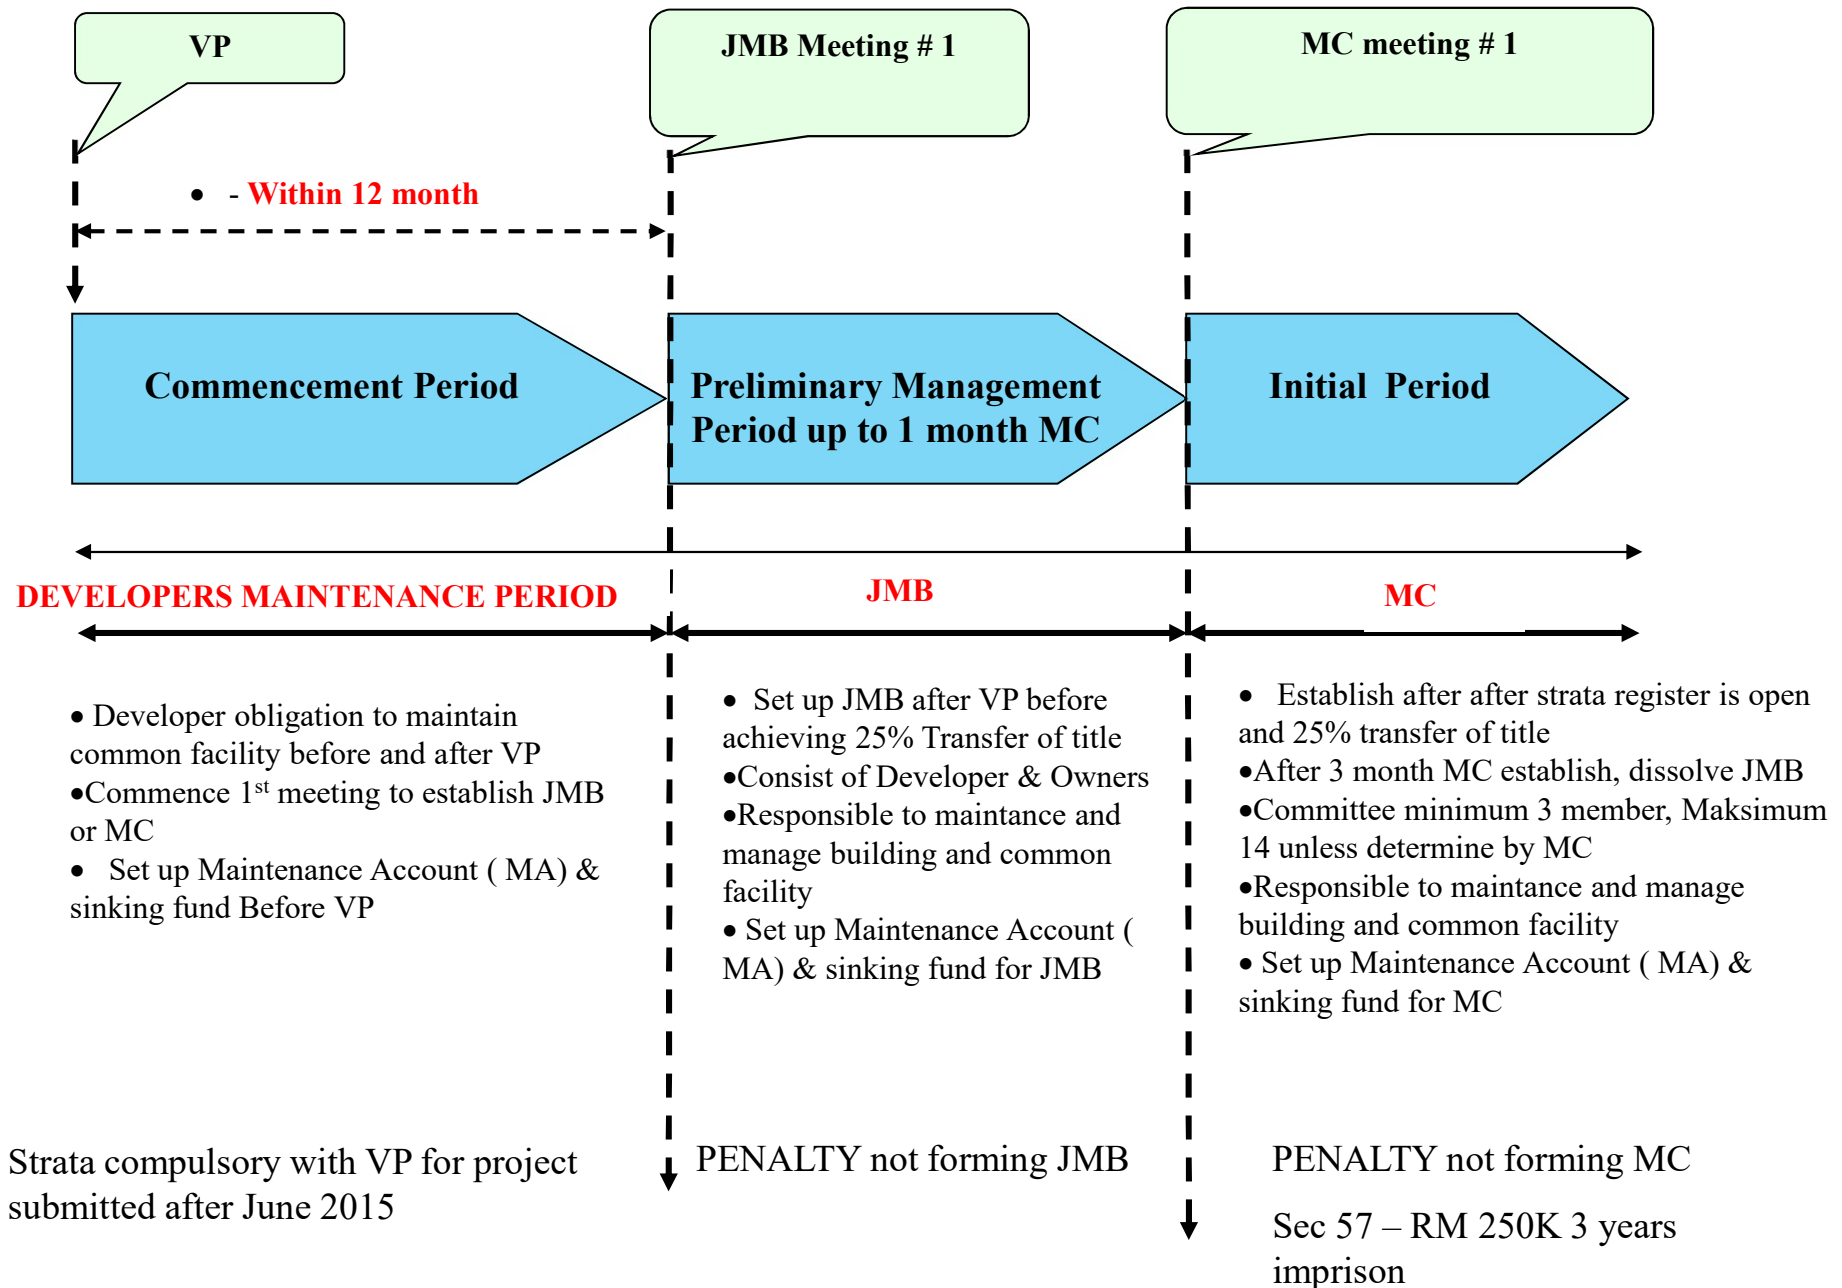 VP
JMB Meeting # 1
MC meeting # 1
• - Within 12 month
Commencement Period
Preliminary Management
Period up to 1 month MC
Initial Period
DEVELOPERS MAINTENANCE PERIOD
JMB
MC
• Developer obligation to maintain
common facility before and after VP
•Commence 1st meeting to establish JMB
or MC
• Set up Maintenance Account ( MA) &
sinking fund Before VP
• Set up JMB after VP before
achieving 25% Transfer of title
•Consist of Developer & Owners
•Responsible to maintance and
manage building and common
facility
• Set up Maintenance Account (
MA) & sinking fund for JMB
• Establish after after strata register is open
and 25% transfer of title
•After 3 month MC establish, dissolve JMB
•Committee minimum 3 member, Maksimum
14 unless determine by MC
•Responsible to maintance and manage
building and common facility
• Set up Maintenance Account ( MA) &
sinking fund for MC
Strata compulsory with VP for project
submitted after June 2015
PENALTY not forming JMB
PENALTY not forming MC
Sec 57 – RM 250K 3 years
imprison